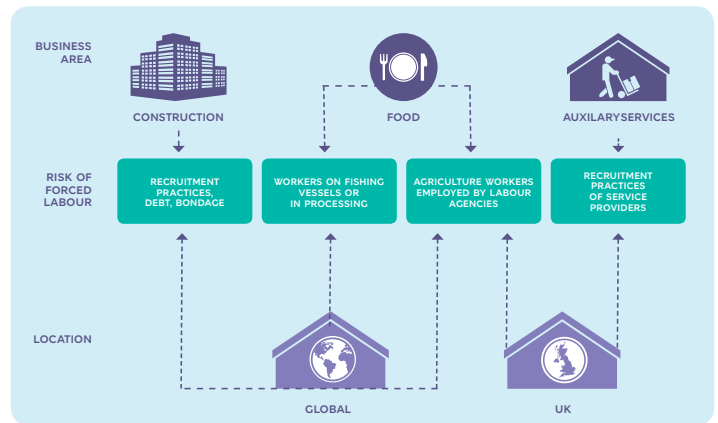 BUSINESS
AREA
CONSTRUCTION
FOOD
AUXILARYSERVICES
RISK OF
FORCED
LABOUR
RECRUITMENT
PRACTICES,
DEBT, BONDAGE
WORKERS ON FISHING
VESSELS OR
IN PROCESSING
AGRICULTURE WORKERS
EMPLOYED BY LABOUR
AGENCIES
RECRUITMENT
PRACTICES
OF SERVICE
PROVIDERS
LOCATION
GLOBAL
UK